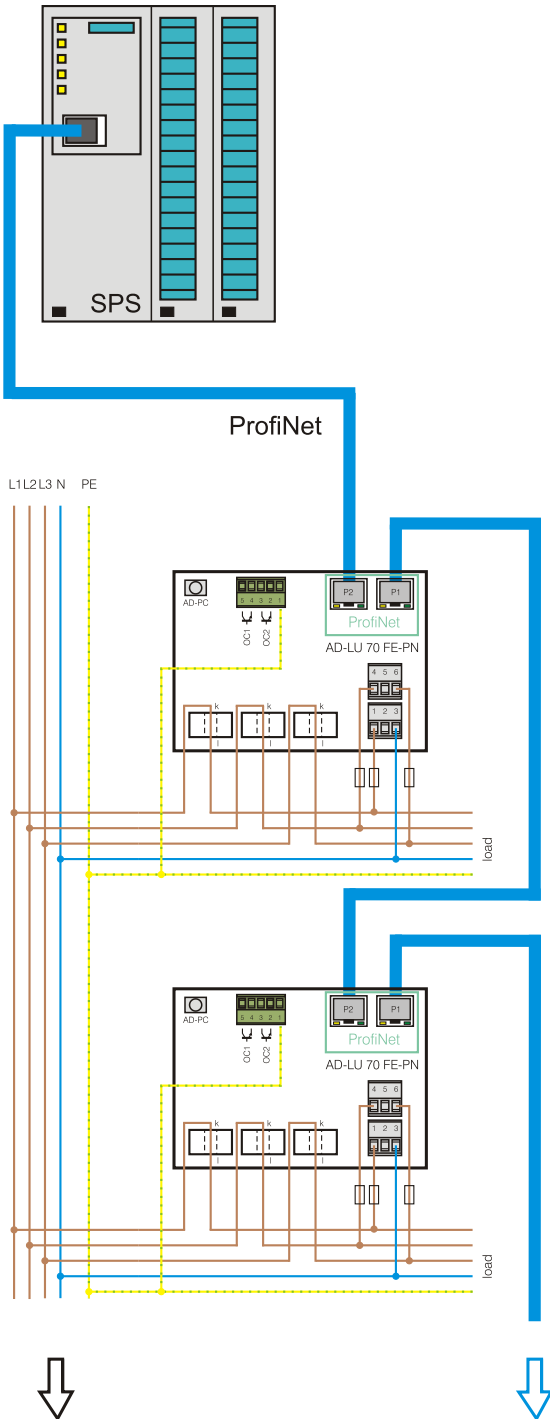 SPS
ProfiNet
L1 L2 L3 N PE
P2 P1
AD-PC
5 4 3 2 1
ProfiNet
OC1 OC2
AD-LU 70 FE-PN
4 5 6
k k k
1 2 3
l l l
load
P2 P1
AD-PC
5 4 3 2 1
ProfiNet
OC1 OC2
AD-LU 70 FE-PN
4 5 6
k k k
1 2 3
l l l
load